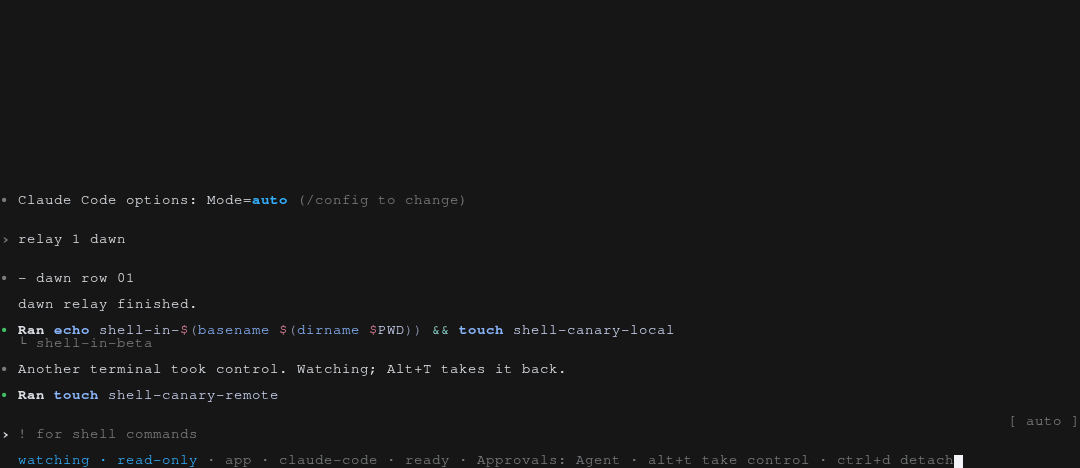 • Claude Code options: Mode=auto (/config to change)
› relay 1 dawn
• - dawn row 01
dawn relay finished.
• Ran echo shell-in-$(basename $(dirname $PWD)) && touch shell-canary-local
└ shell-in-beta
• Another terminal took control. Watching; Alt+T takes it back.
• Ran touch shell-canary-remote
[ auto ]
› ! for shell commands
watching · read-only · app · claude-code · ready · Approvals: Agent · alt+t take control · ctrl+d detach